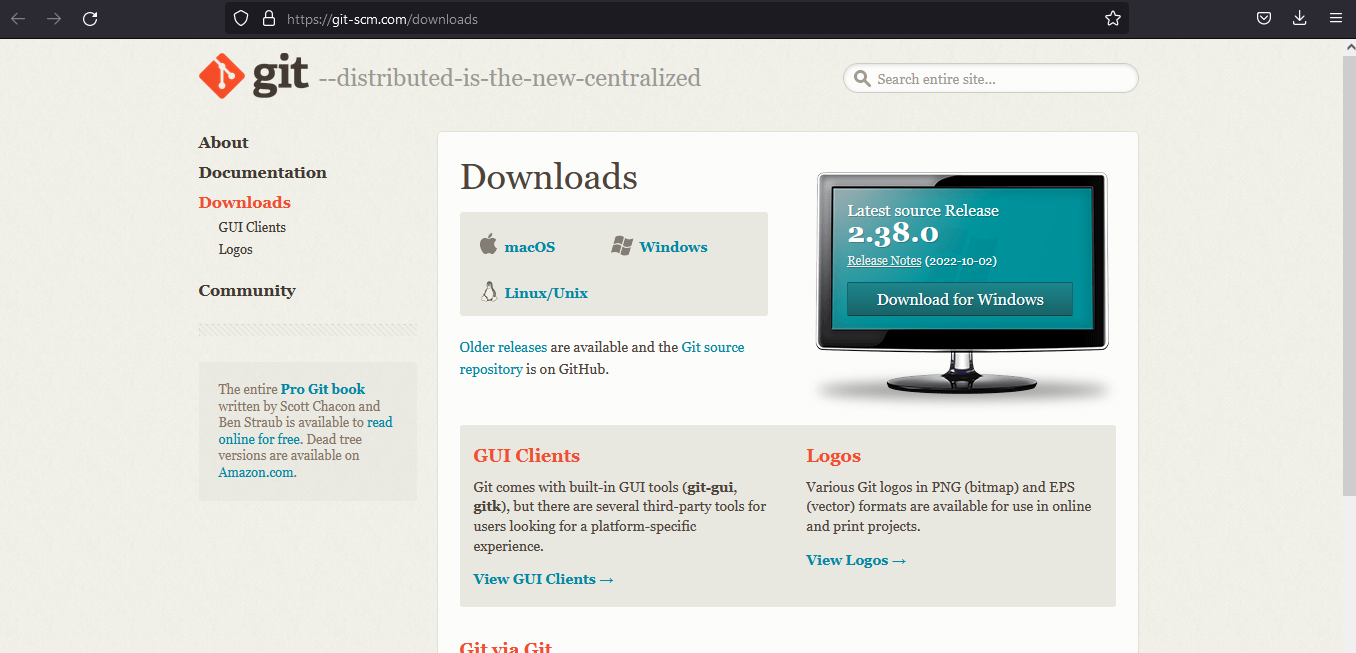 https://git-scm.com/downloads
git --distributed-is-the-new-centralized
Search entire site...
About
Documentation
Downloads
GUI Clients
Logos
Community
The entire Pro Git book
written by Scott Chacon and
Ben Straub is available to read
online for free. Dead tree
versions are available on
Amazon.com.
Downloads
macOS
Windows
Linux/Unix
Older releases are available and the Git source
repository is on GitHub.
Latest source Release
2.38.0
Release Notes (2022-10-02)
Download for Windows
GUI Clients
Git comes with built-in GUI tools (git-gui,
gitk), but there are several third-party tools for
users looking for a platform-specific
experience.
View GUI Clients →
Logos
Various Git logos in PNG (bitmap) and EPS
(vector) formats are available for use in online
and print projects.
View Logos →
Git via Git